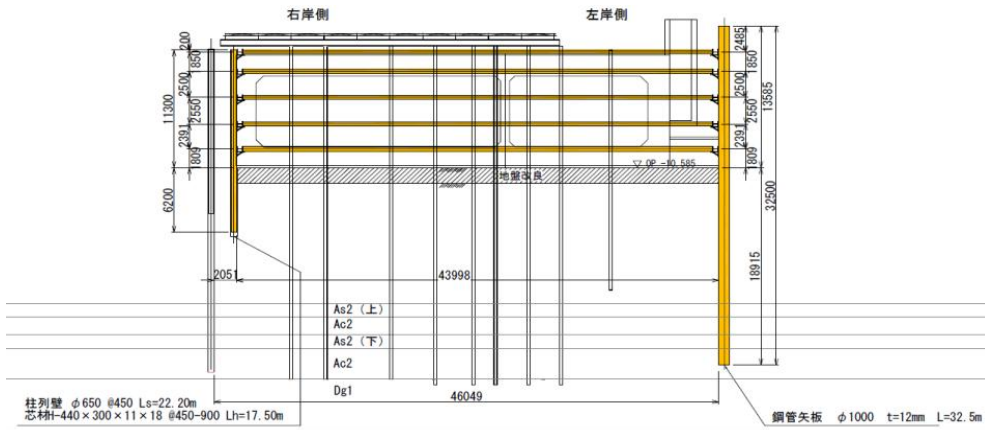 右岸側
左岸側
200
1850
2500
2550
2391
1809
11300
6200
2485
1850
2500
2550
2391
1809
13585
32500
18915
▽ OP -10.585
地盤改良
2051
43998
As2 (上)
Ac2
As2 (下)
Ac2
Dg1
46049
柱列壁 φ650 @450 Ls=22.20m
芯材H-440×300×11×18 @450-900 Lh=17.50m
鋼管矢板 φ1000 t=12mm L=32.5m